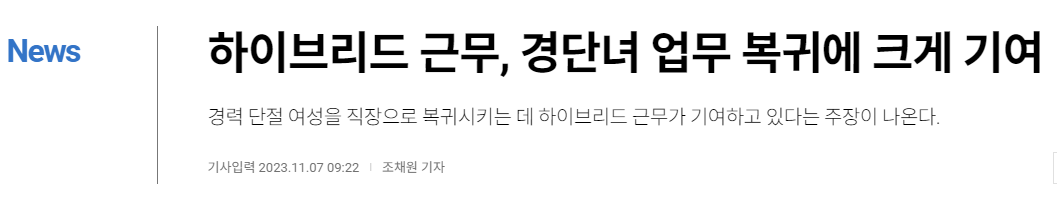 News
하이브리드 근무, 경단녀 업무 복귀에 크게 기여
경력 단절 여성을 직장으로 복귀시키는 데 하이브리드 근무가 기여하고 있다는 주장이 나온다.
기사입력 2023.11.07 09:22 | 조채원 기자